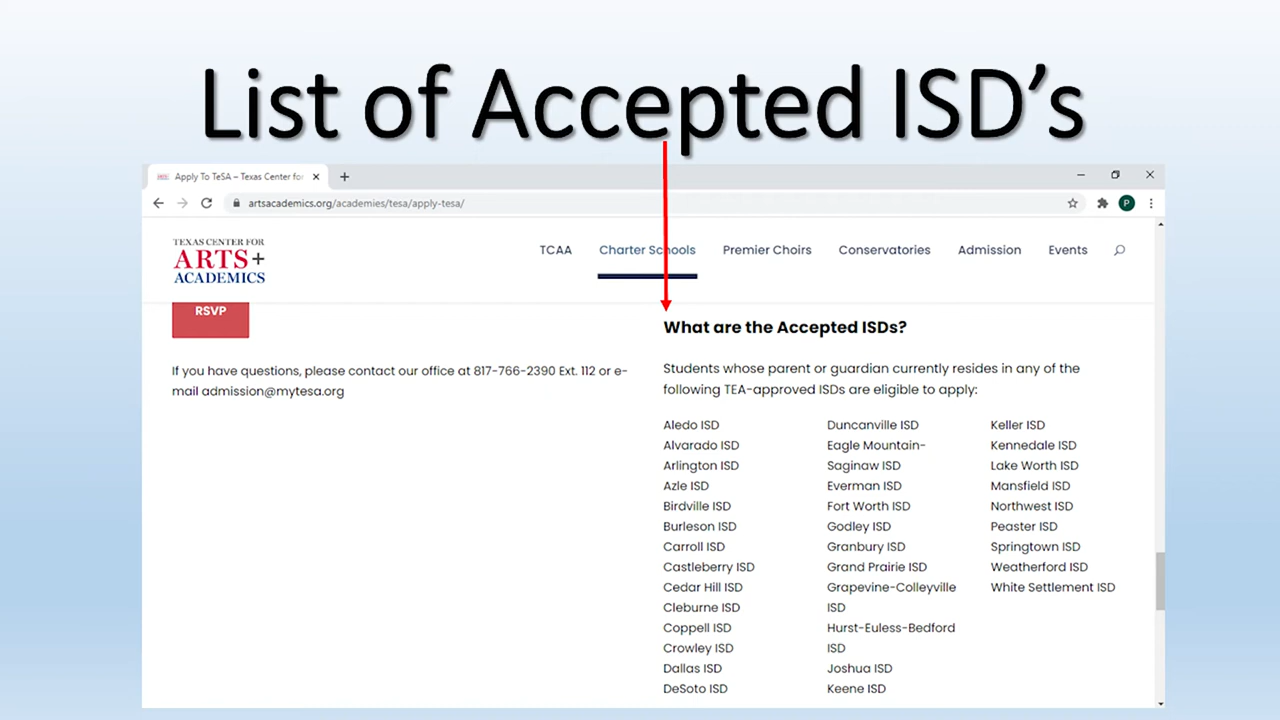 List of Accepted ISD's
Apply To TeSA – Texas Center for
artsacademics.org/academies/tesa/apply-tesa/
P
TEXAS CENTER FOR
ARTS+
ACADEMICS
TCAA
Charter Schools
Premier Choirs
Conservatories
Admission
Events
RSVP
If you have questions, please contact our office at 817-766-2390 Ext. 112 or e-
mail admission@mytesa.org
What are the Accepted ISDs?
Students whose parent or guardian currently resides in any of the
following TEA-approved ISDs are eligible to apply:
Aledo ISD
Alvarado ISD
Arlington ISD
Azle ISD
Birdville ISD
Burleson ISD
Carroll ISD
Castleberry ISD
Cedar Hill ISD
Cleburne ISD
Coppell ISD
Crowley ISD
Dallas ISD
DeSoto ISD
Duncanville ISD
Eagle Mountain-
Saginaw ISD
Everman ISD
Fort Worth ISD
Godley ISD
Granbury ISD
Grand Prairie ISD
Grapevine-Colleyville
ISD
Hurst-Euless-Bedford
ISD
Joshua ISD
Keene ISD
Keller ISD
Kennedale ISD
Lake Worth ISD
Mansfield ISD
Northwest ISD
Peaster ISD
Springtown ISD
Weatherford ISD
White Settlement ISD